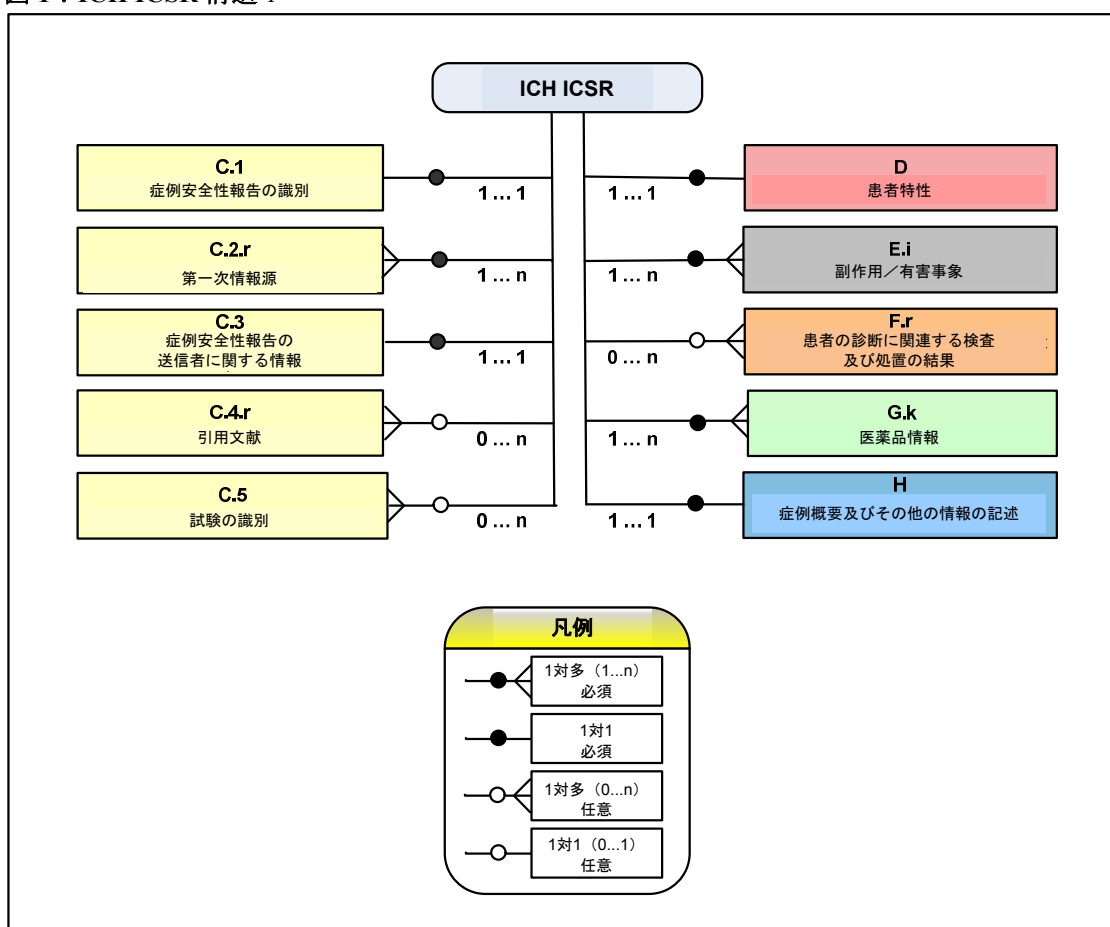 ICH ICSR
C.1
症例安全性報告の識別
1 … 1
C.2.r
第一次情報源
1 … n
C.3
症例安全性報告の
送信者に関する情報
1 … 1
C.4.r
引用文献
0 … n
C.5
試験の識別
0 … n
D
患者特性
1 … 1
E.i
副作用／有害事象
1 … n
F.r
患者の診断に関連する検査
及び処置の結果
0 … n
G.k
医薬品情報
1 … n
H
症例概要及びその他の情報の記述
1 … 1
凡例
1対多（1...n）
必須
1対1
必須
1対多（0...n）
任意
1対1（0...1）
任意